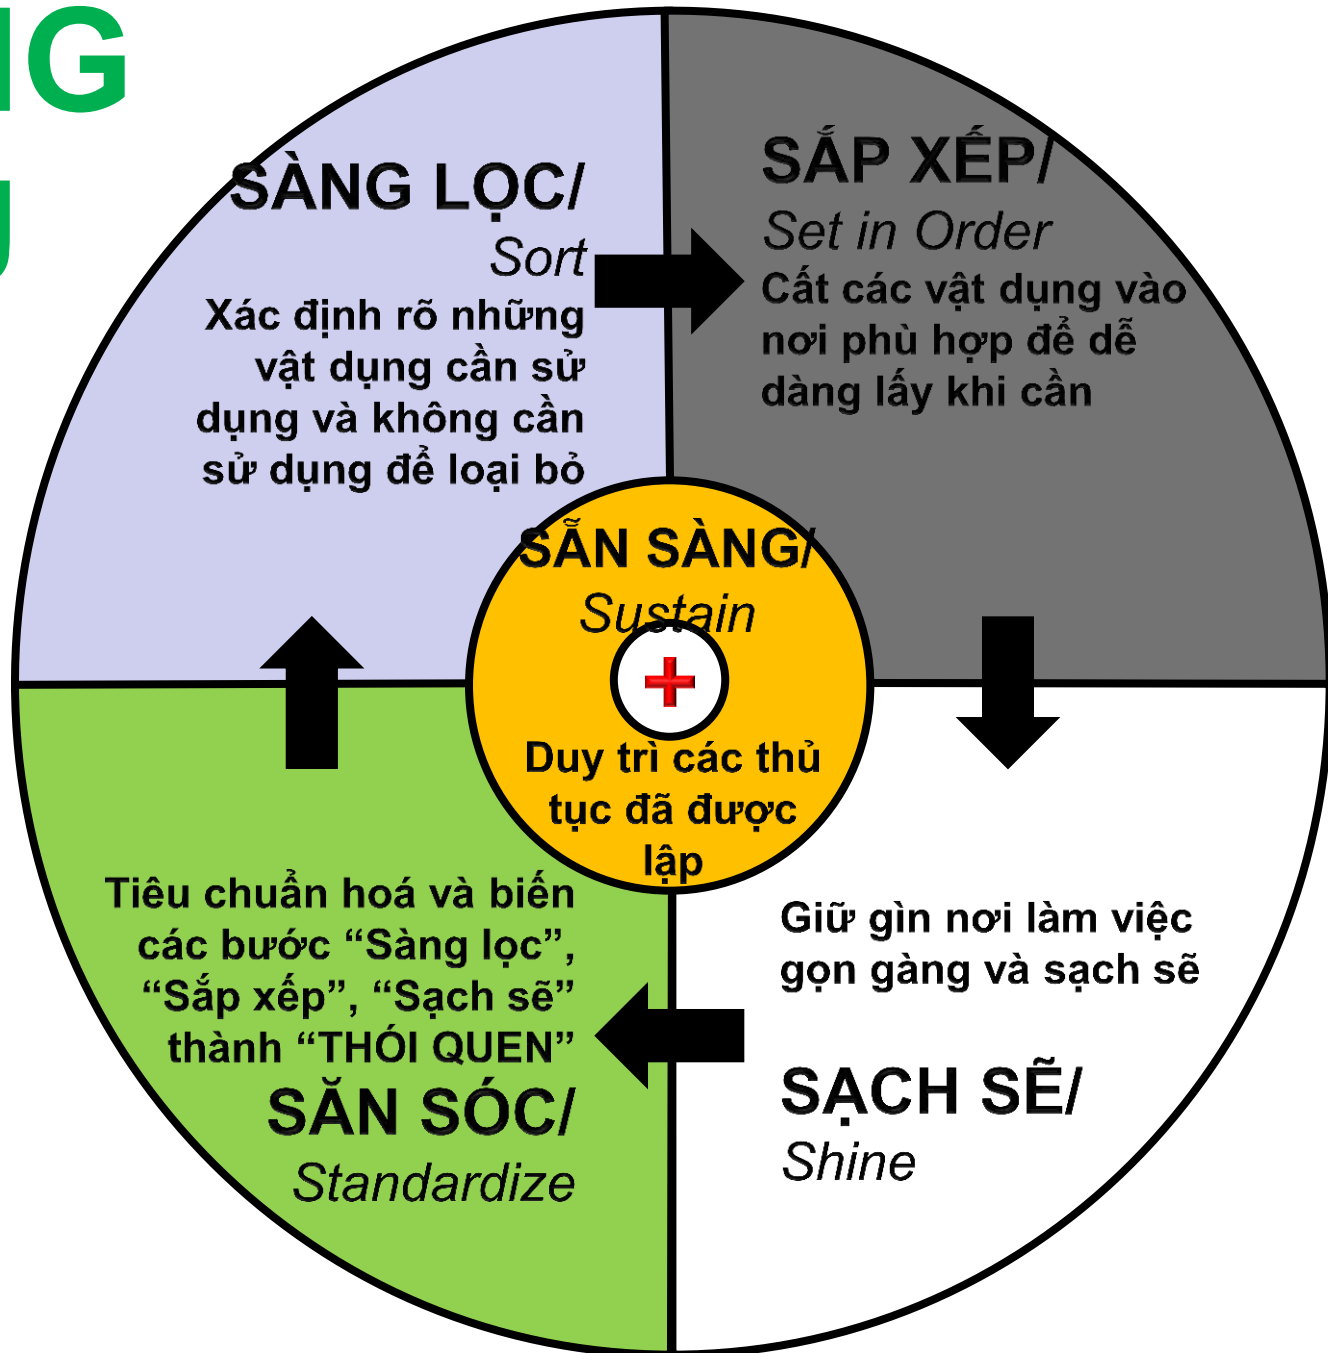 SÀNG LỌC/
Sort
Xác định rõ những
vật dụng cần sử
dụng và không cần
sử dụng để loại bỏ
SẮP XẾP/
Set in Order
Cất các vật dụng vào
nơi phù hợp để dễ
dàng lấy khi cần
SẴN SÀNG/
Sustain
Duy trì các thủ
tục đã được
lập
Tiêu chuẩn hoá và biến
các bước “Sàng lọc”,
“Sắp xếp”, “Sạch sẽ”
thành “THÓI QUEN”
SĂN SÓC/
Standardize
Giữ gìn nơi làm việc
gọn gàng và sạch sẽ
SẠCH SẼ/
Shine